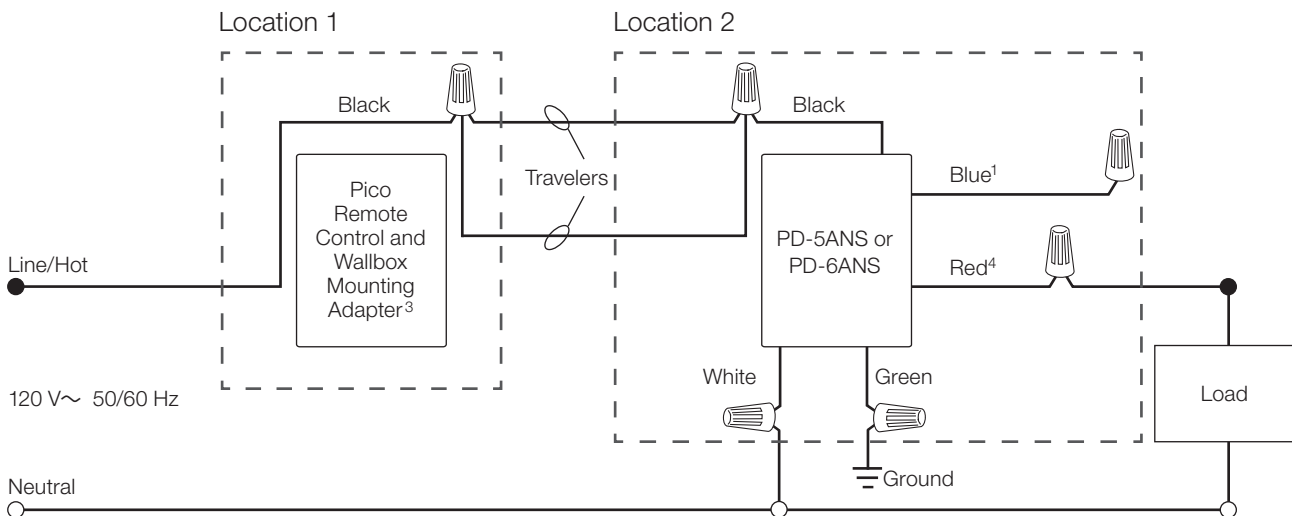 Location 1
Location 2
Black
Black
Travelers
Blue¹
Pico
Remote
Control and
Wallbox
Mounting
Adapter³
PD-5ANS or
PD-6ANS
Line/Hot
Red⁴
White
Green
120 V~ 50/60 Hz
Load
Ground
Neutral